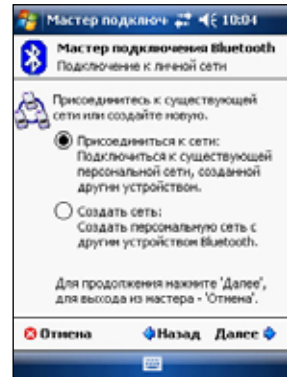 Мастер подключ 10:04
Мастер подключения Bluetooth
Подключение к личной сети
Присоединитесь к существующей
сети или создайте новую.
Присоединиться к сети:
Подключиться к существующей
персональной сети, созданной
другим устройством.
Создать сеть:
Создать персональную сеть с
другим устройством Bluetooth.
Для продолжения нажмите 'Далее',
для выхода из мастера - 'Отмена'.
Отмена Назад Далее